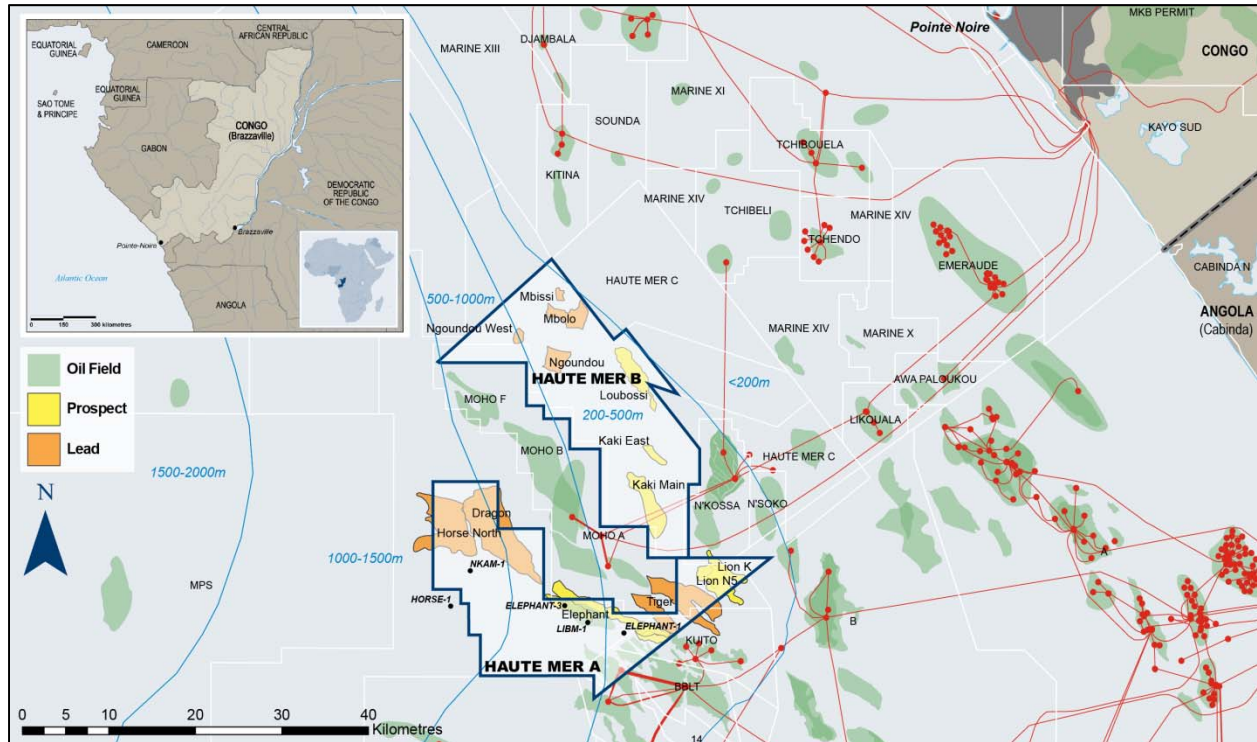 EQUATORIAL
GUINEA
CAMEROON
CENTRAL
AFRICAN REPUBLIC
SAO TOME
& PRINCIPE
EQUATORIAL
GUINEA
GABON
CONGO
(Brazzaville)
DEMOCRATIC
REPUBLIC
OF THE CONGO
Pointe-Noire
Brazzaville
Atlantic Ocean
ANGOLA
0 150 300 kilometres
Oil Field
Prospect
Lead
N
MARINE XIII
DJAMBALA
Pointe Noire
MKB PERMIT
CONGO
MARINE XI
SOUNDA
KAYO SUD
TCHIBOUELA
KITINA
MARINE XIV
TCHIBELI
MARINE XIV
TCHENDO
EMERAUDE
CABINDA N
HAUTE MER C
500-1000m
Mbissi
Mbolo
Ngoundou West
ANGOLA
(Cabinda)
MARINE XIV
MARINE X
Ngoundou
HAUTE MER B
<200m
AWA PALOUKOU
Loubossi
MOHO F
200-500m
LIKOUALA
Kaki East
MOHO B
HAUTE MER C
1500-2000m
Kaki Main
N'KOSSA
N'SOKO
Dragon
Horse North
MOHO A
1000-1500m
A
Lion K
Lion N5
NKAM-1
MPS
HORSE-1
ELEPHANT-3
Elephant
Tiger
LIBM-1
ELEPHANT-1
B
KUITO
HAUTE MER A
BBLT
14
0 5 10 20 30 40
Kilometres